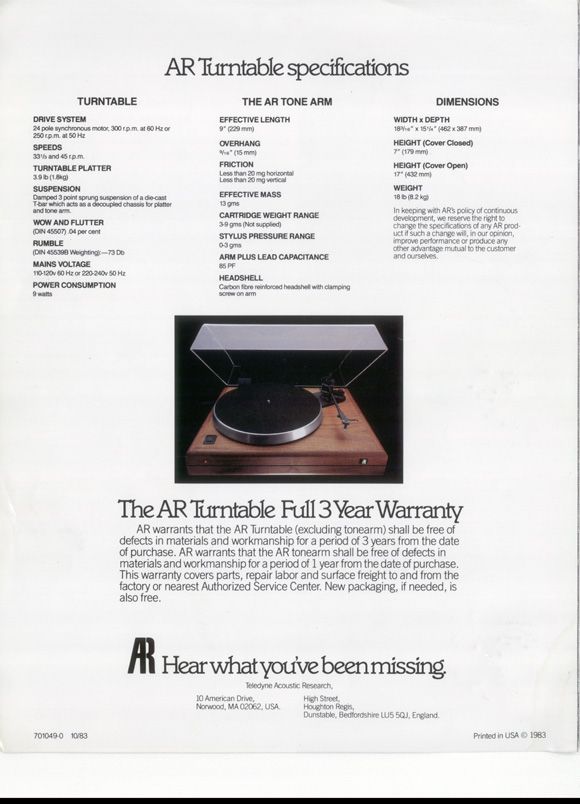 AR Turntable specifications
TURNTABLE
DRIVE SYSTEM
24 pole synchronous motor, 300 r.p.m. at 60 Hz or
250 r.p.m. at 50 Hz
SPEEDS
33⅓ and 45 r.p.m.
TURNTABLE PLATTER
3.9 lb (1.8kg)
SUSPENSION
Damped 3 point sprung suspension of a die-cast
T-bar which acts as a decoupled chassis for platter
and tone arm.
WOW AND FLUTTER
(DIN 45507) .04 per cent
RUMBLE
(DIN 45539B Weighting):—73 Db
MAINS VOLTAGE
110-120v 60 Hz or 220-240v 50 Hz
POWER CONSUMPTION
9 watts
THE AR TONE ARM
EFFECTIVE LENGTH
9" (229 mm)
OVERHANG
(15 mm)
FRICTION
Less than 20 mg horizontal
Less than 20 mg vertical
EFFECTIVE MASS
13 gms
CARTRIDGE WEIGHT RANGE
3-9 gms (Not supplied)
STYLUS PRESSURE RANGE
0-3 gms
ARM PLUS LEAD CAPACITANCE
85 PF
HEADSHELL
Carbon fibre reinforced headshell with clamping
screw on arm
DIMENSIONS
WIDTH x DEPTH
x 15¼" (462 x 387 mm)
HEIGHT (Cover Closed)
7" (179 mm)
HEIGHT (Cover Open)
17" (432 mm)
WEIGHT
18 lb (8.2 kg)
In keeping with AR's policy of continuous
development, we reserve the right to
change the specifications of any AR prod-
uct if such a change will, in our opinion,
improve performance or produce any
other advantage mutual to the customer
and ourselves.
The AR Turntable Full 3 Year Warranty
AR warrants that the AR Turntable (excluding tonearm) shall be free of
defects in materials and workmanship for a period of 3 years from the date
of purchase. AR warrants that the AR tonearm shall be free of defects in
materials and workmanship for a period of 1 year from the date of purchase.
This warranty covers parts, repair labor and surface freight to and from the
factory or nearest Authorized Service Center. New packaging, if needed, is
also free.
AR Hear what you've been missing.
Teledyne Acoustic Research,
10 American Drive,
Norwood, MA 02062, USA.
High Street,
Houghton Regis,
Dunstable, Bedfordshire LU5 5QJ, England.
701049-0 10/83
Printed in USA © 1983